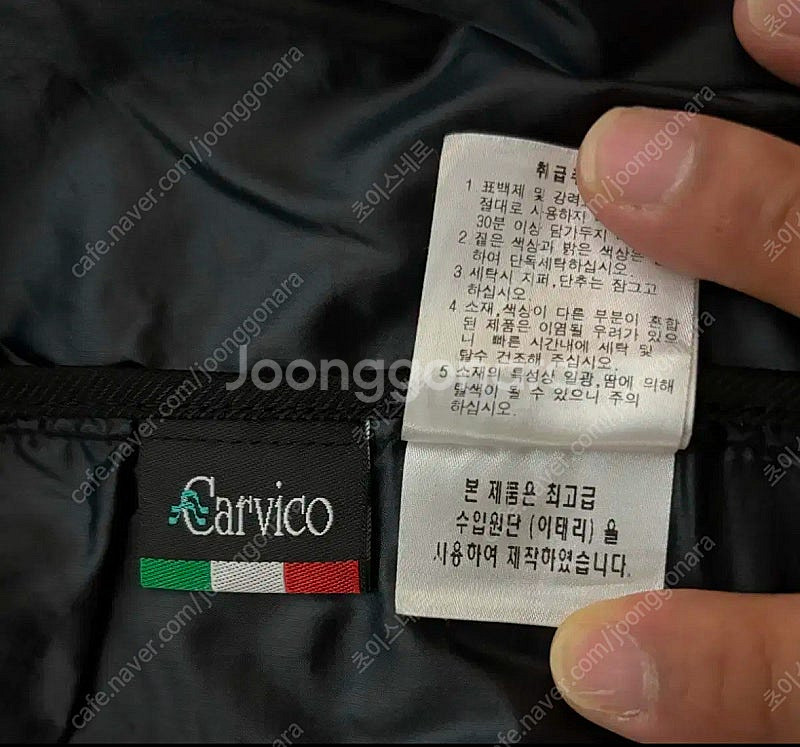 취급
1 표백제 및 강력
절대로 사용하지
30분 이상 담가두지
2 짙은 색상과 밝은 색상은
하여 단독세탁하십시오.
3 세탁시 지퍼,단추는 잠그고
하십시오.
4 소재,색상이 다른 부분이 혼합
된 제품은 이염될 우려가 있으
니 빠른 시간내에 세탁 및
탈수 건조해 주십시오.
5 소재의 특성상 일광,땀에 의해
탈색이 될 수 있으니 주의
하십시오.
Joonggonara
Carvico
본 제품은 최고급
수입원단 (이태리) 을
사용하여 제작하였습니다.
cafe.naver.com/joonggonara
초이스네로